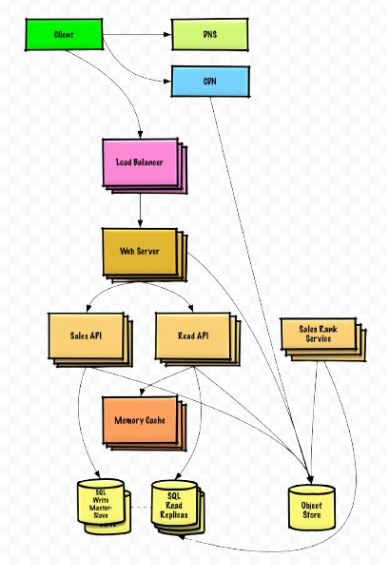 Client
DNS
CDN
Load Balancer
Web Server
Sales API
Read API
Sales Rank
Service
Memory Cache
SQL
Write
Master-
Slave
SQL
Read
Replicas
Object
Store